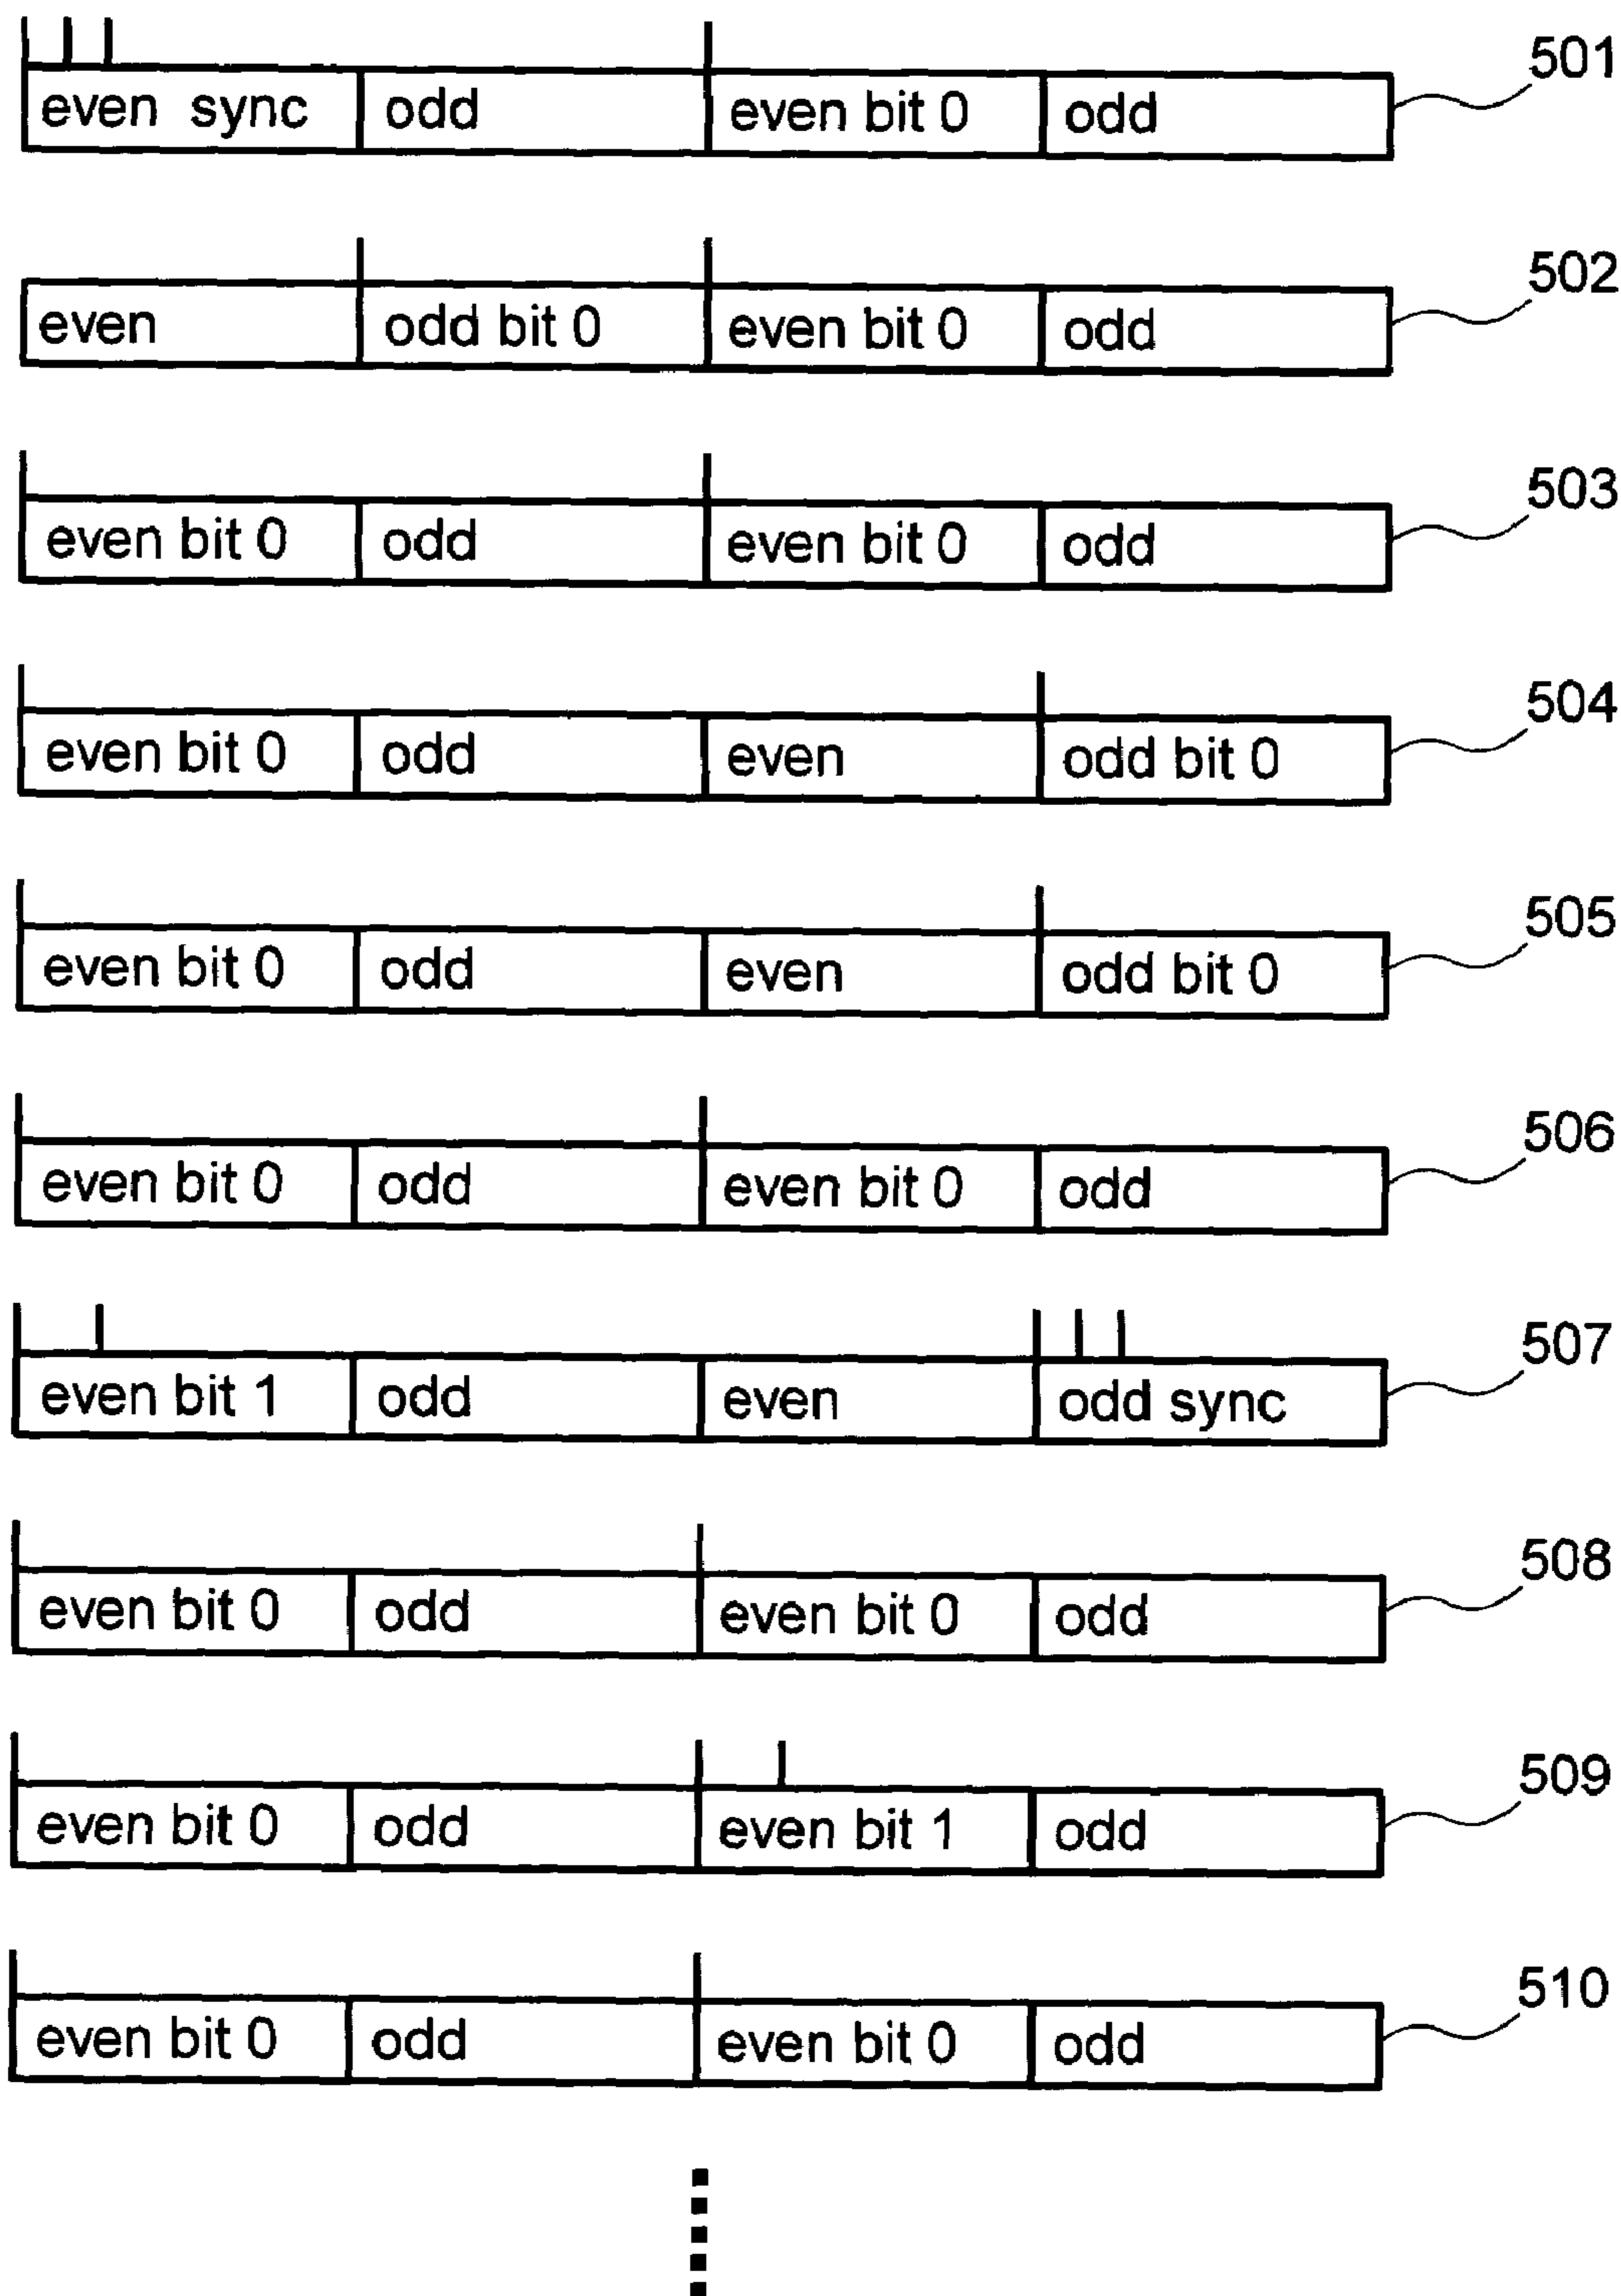 501
even sync odd even bit 0 odd
502
even odd bit 0 even bit 0 odd
503
even bit 0 odd even bit 0 odd
504
even bit 0 odd even odd bit 0
505
even bit 0 odd even odd bit 0
506
even bit 0 odd even bit 0 odd
507
even bit 1 odd even odd sync
508
even bit 0 odd even bit 0 odd
509
even bit 0 odd even bit 1 odd
510
even bit 0 odd even bit 0 odd